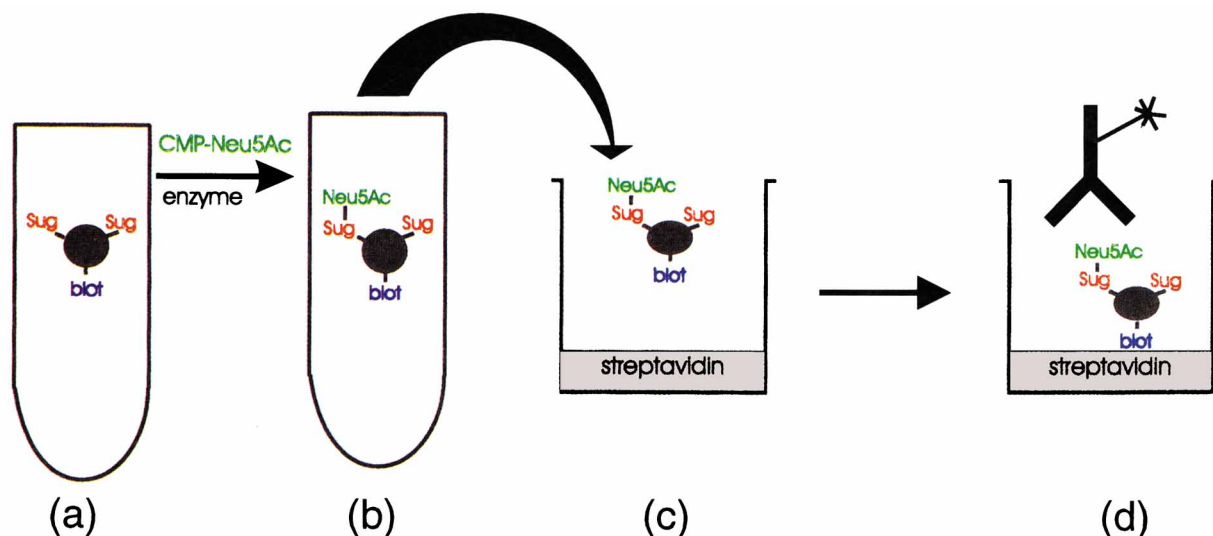 CMP-Neu5Ac
enzyme
Sug
Sug
biot
Neu5Ac
Sug
Sug
biot
Neu5Ac
Sug
Sug
biot
streptavidin
Neu5Ac
Sug
Sug
biot
streptavidin
(a)
(b)
(c)
(d)